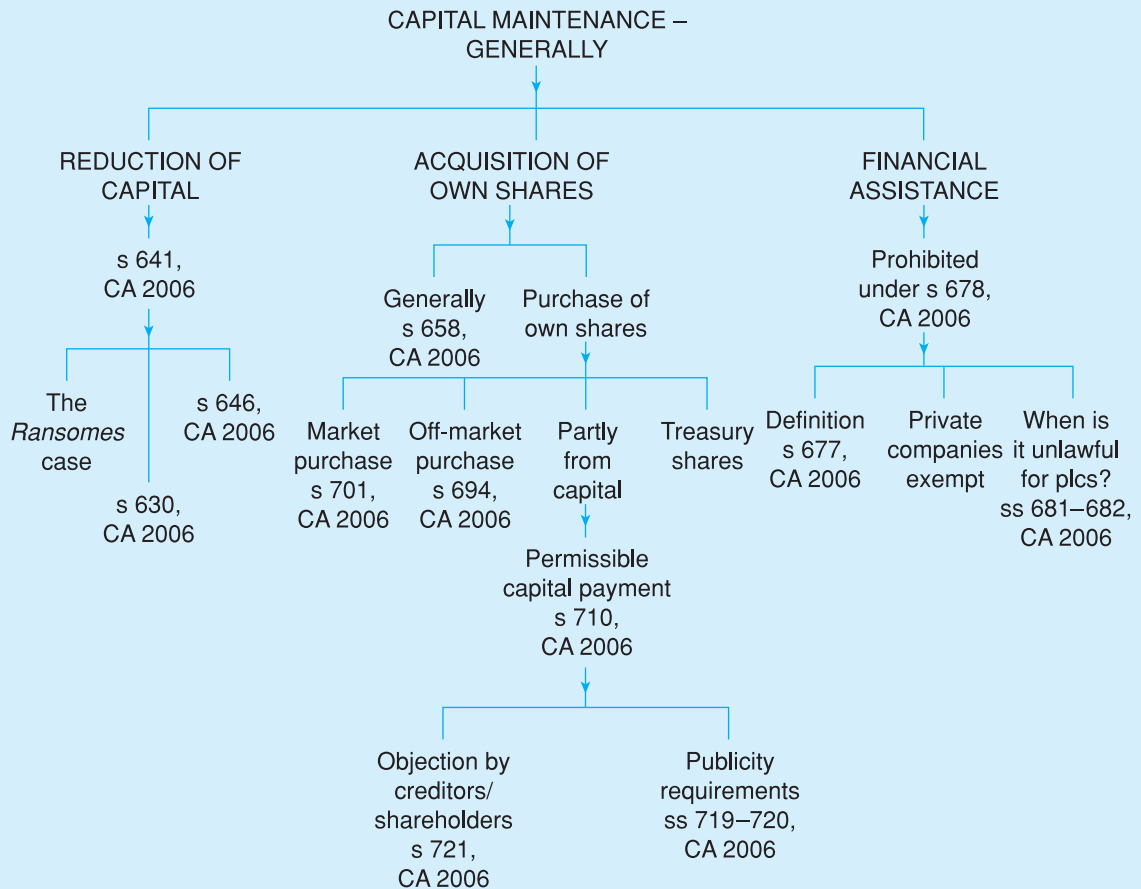 CAPITAL MAINTENANCE –
GENERALLY
REDUCTION OF
CAPITAL
s 641,
CA 2006
The
Ransomes
case
s 630,
CA 2006
s 646,
CA 2006
ACQUISITION OF
OWN SHARES
Generally
s 658,
CA 2006
Purchase of
own shares
Market
purchase
s 701,
CA 2006
Off-market
purchase
s 694,
CA 2006
Partly
from
capital
Treasury
shares
Permissible
capital payment
s 710,
CA 2006
Objection by
creditors/
shareholders
s 721,
CA 2006
Publicity
requirements
ss 719–720,
CA 2006
FINANCIAL
ASSISTANCE
Prohibited
under s 678,
CA 2006
Definition
s 677,
CA 2006
Private
companies
exempt
When is
it unlawful
for plcs?
ss 681–682,
CA 2006